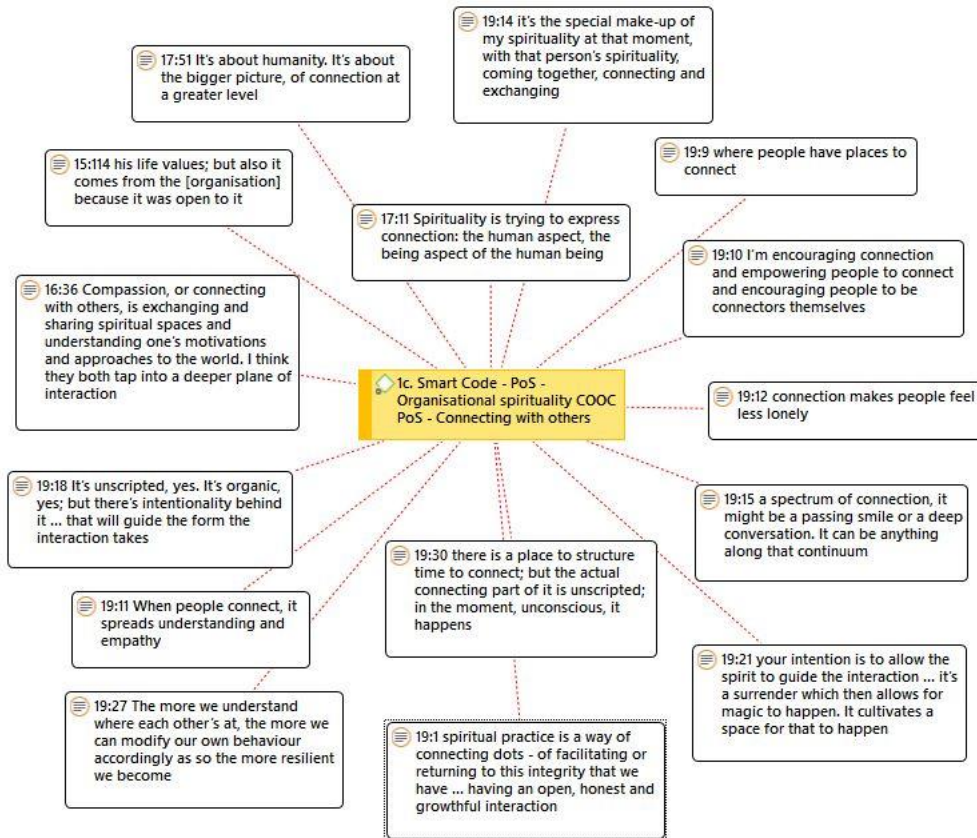 19:14 it's the special make-up of
my spirituality at that moment,
with that person's spirituality,
coming together, connecting and
exchanging
17:51 It's about humanity. It's about
the bigger picture, of connection at
a greater level
19:9 where people have places to
connect
15:114 his life values; but also it
comes from the [organisation]
because it was open to it
17:11 Spirituality is trying to express
connection: the human aspect, the
being aspect of the human being
19:10 I'm encouraging connection
and empowering people to connect
and encouraging people to be
connectors themselves
16:36 Compassion, or connecting
with others, is exchanging and
sharing spiritual spaces and
understanding one's motivations
and approaches to the world. I think
they both tap into a deeper plane of
interaction
1c. Smart Code - PoS -
Organisational spirituality COOC
PoS - Connecting with others
19:12 connection makes people feel
less lonely
19:18 It's unscripted, yes. It's organic,
yes; but there's intentionality behind
it ... that will guide the form the
interaction takes
19:15 a spectrum of connection, it
might be a passing smile or a deep
conversation. It can be anything
along that continuum
19:30 there is a place to structure
time to connect; but the actual
connecting part of it is unscripted;
in the moment, unconscious, it
happens
19:11 When people connect, it
spreads understanding and
empathy
19:21 your intention is to allow the
spirit to guide the interaction ... it's
a surrender which then allows for
magic to happen. It cultivates a
space for that to happen
19:27 The more we understand
where each other's at, the more we
can modify our own behaviour
accordingly as so the more resilient
we become
19:1 spiritual practice is a way of
connecting dots - of facilitating or
returning to this integrity that we
have ... having an open, honest and
growthful interaction